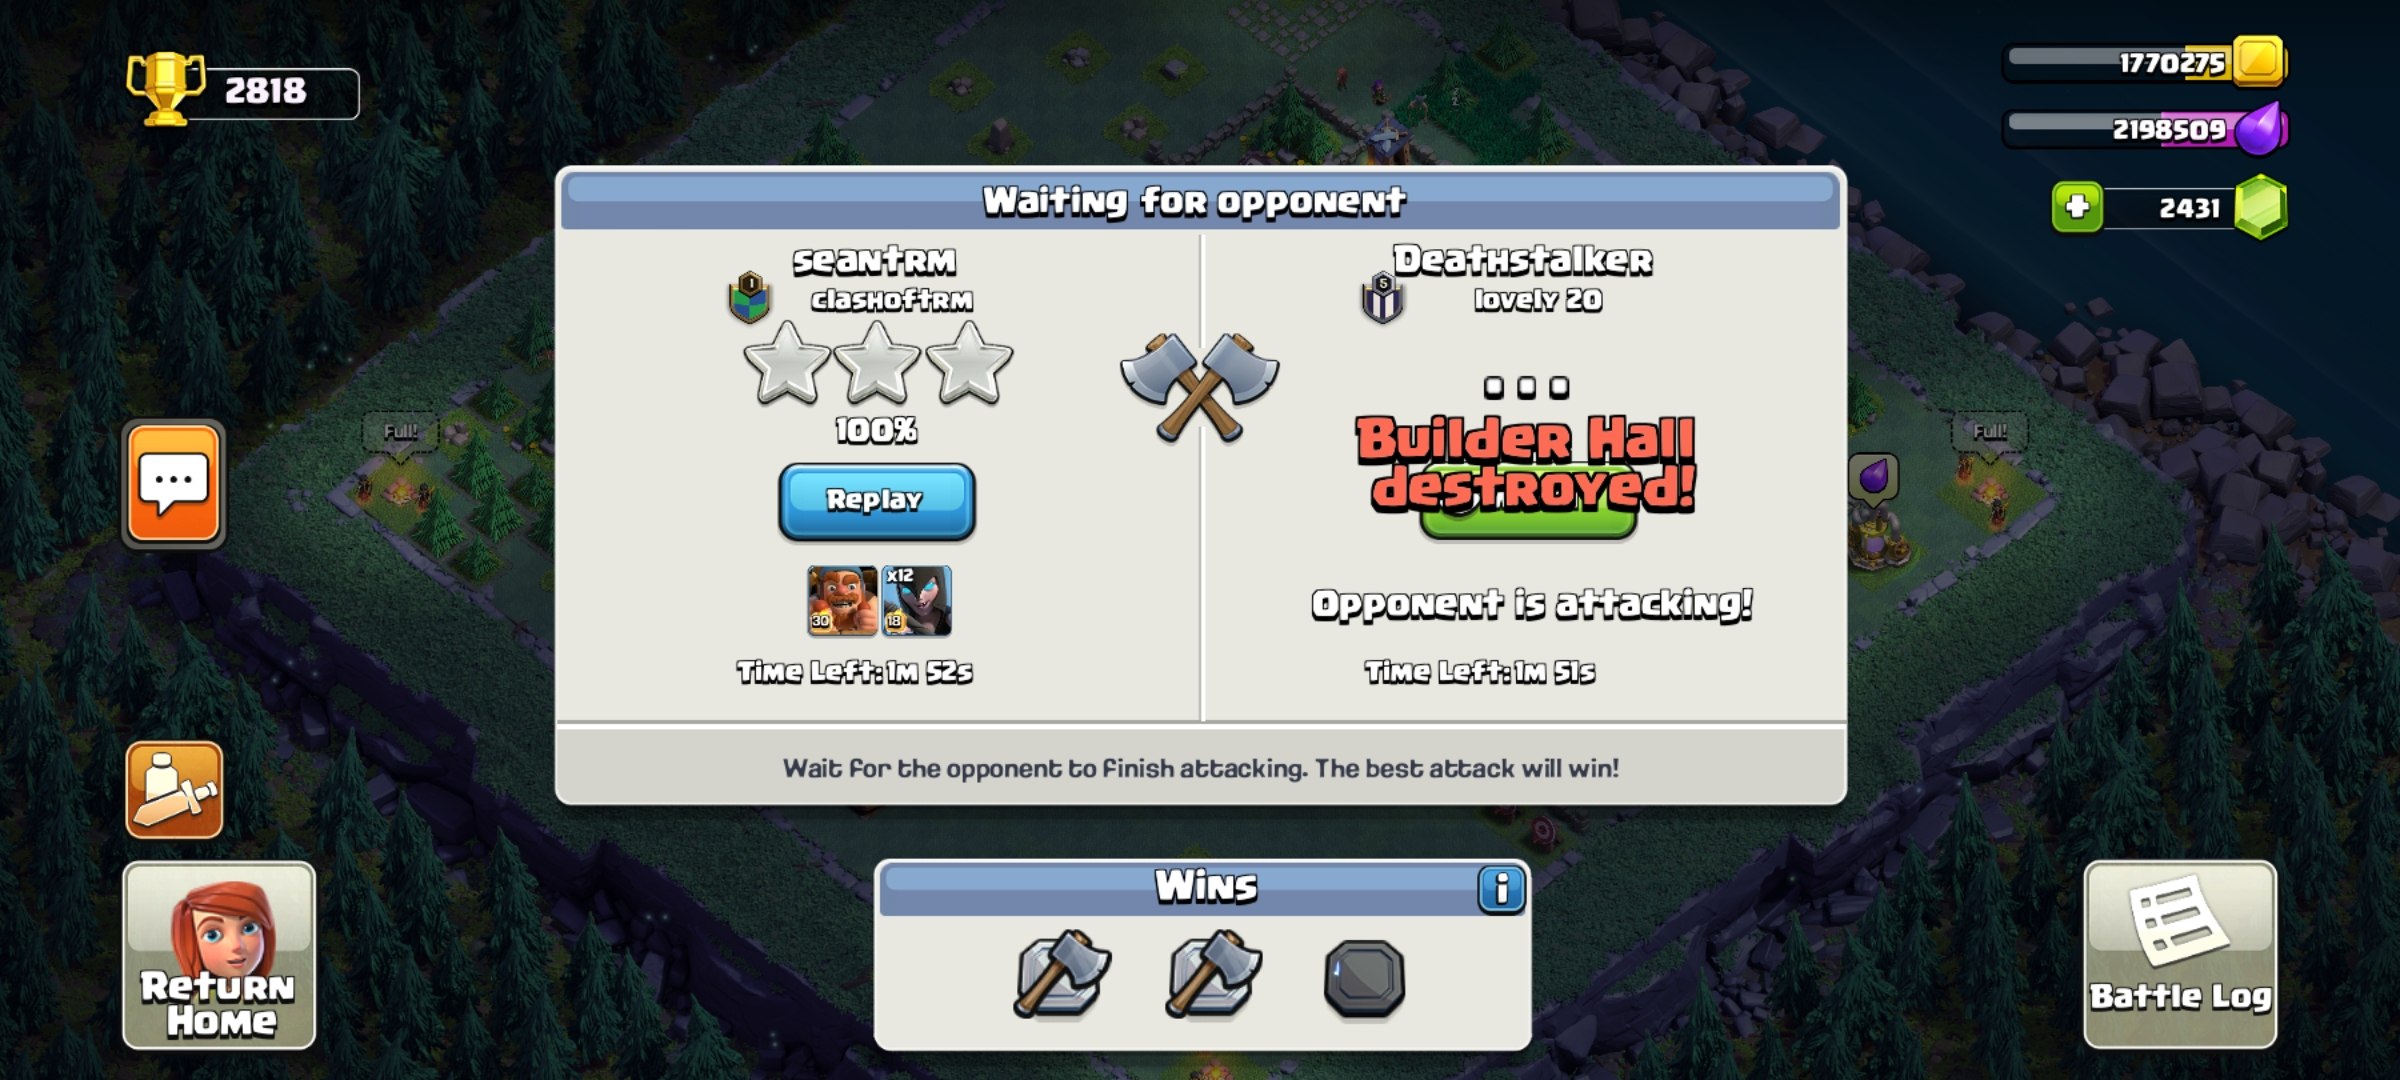 2818
1770275
2198509
2431
Waiting for opponent
seantrm
clashoftrm
1
100%
Replay
x12
30
18
Time Left: 1m 52s
Deathstalker
lovely 20
5
Builder Hall
destroyed!
Opponent is attacking!
Time Left: 1m 51s
Wait for the opponent to finish attacking. The best attack will win!
Full!
Full!
Wins
i
Return
Home
Battle Log